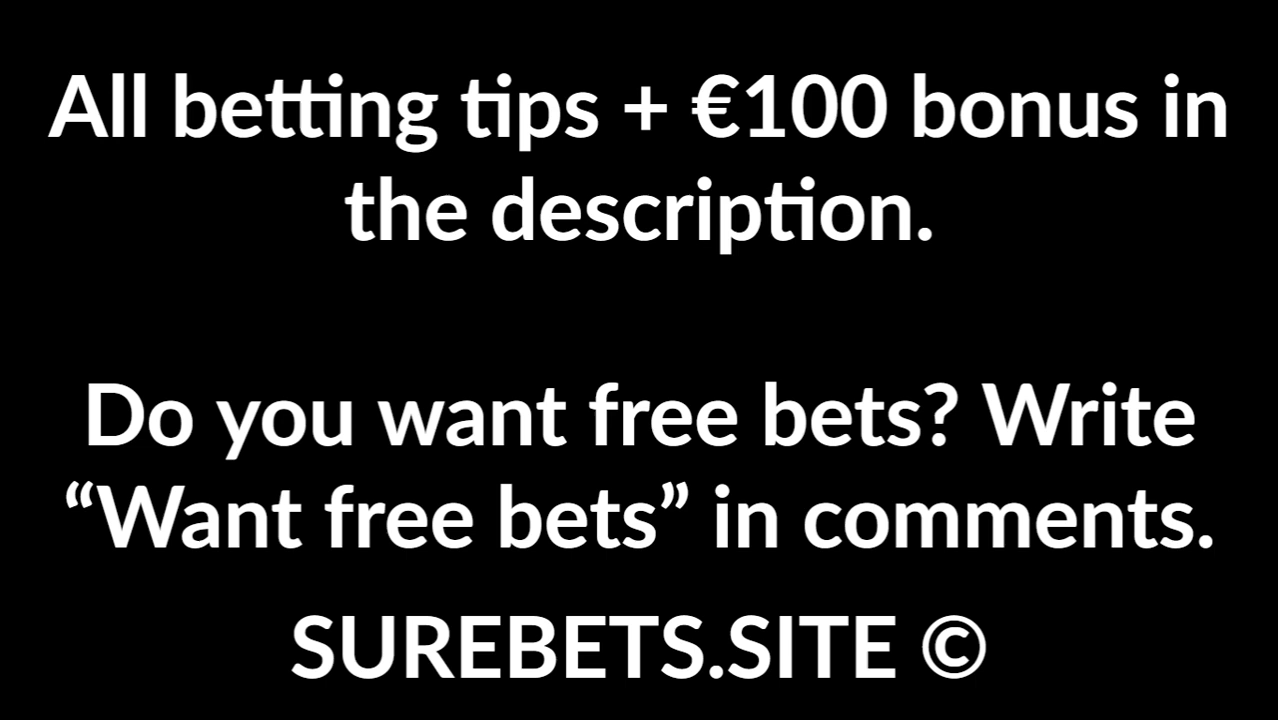 All betting tips + €100 bonus in
the description.
Do you want free bets? Write
“Want free bets” in comments.
SUREBETS.SITE ©